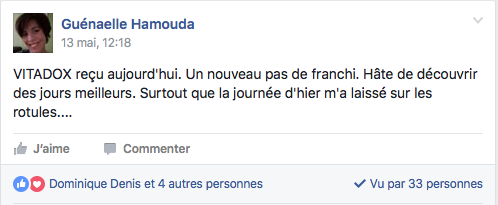 Guénaelle Hamouda
13 mai, 12:18
VITADOX reçu aujourd'hui. Un nouveau pas de franchi. Hâte de découvrir
des jours meilleurs. Surtout que la journée d'hier m'a laissé sur les
rotules....
J'aime Commenter
Dominique Denis et 4 autres personnes Vu par 33 personnes